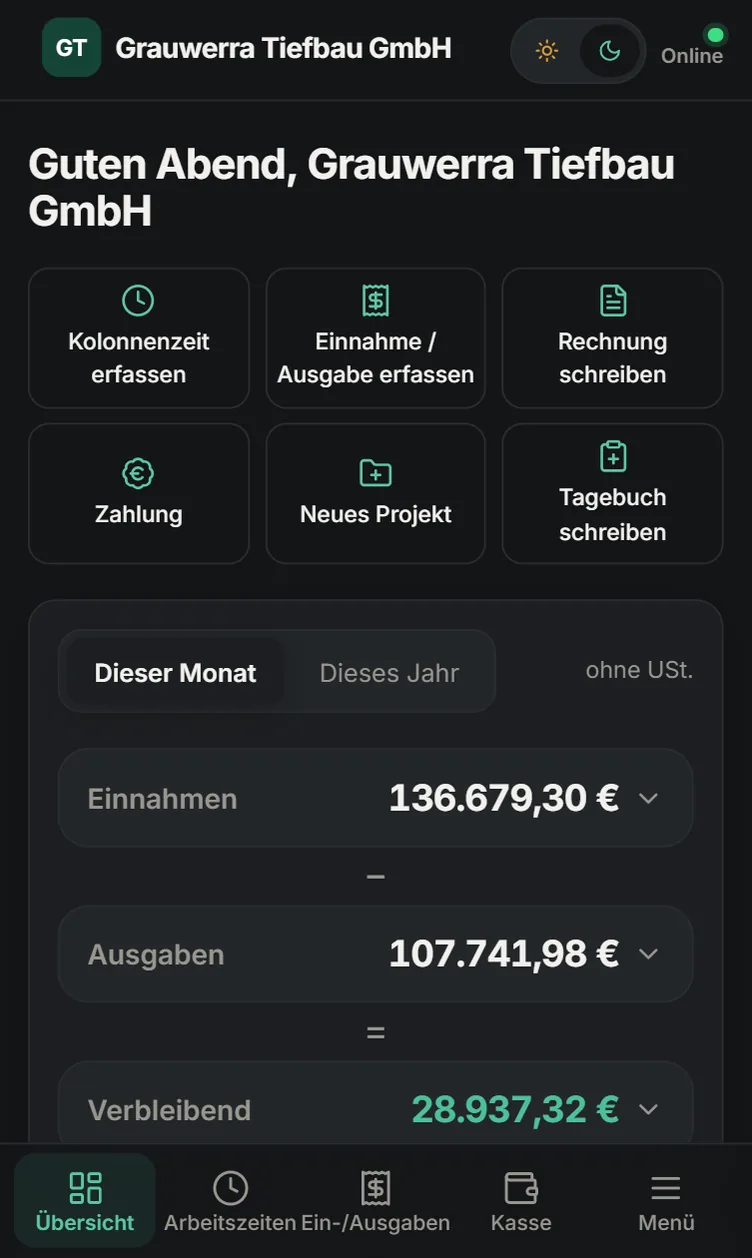 GT Grauwerra Tiefbau GmbH Online
Guten Abend, Grauwerra Tiefbau
GmbH
Kolonnenzeit
erfassen
Einnahme /
Ausgabe erfassen
Rechnung
schreiben
Zahlung
Neues Projekt
Tagebuch
schreiben
Dieser Monat Dieses Jahr ohne USt.
Einnahmen 136.679,30 €
–
Ausgaben 107.741,98 €
=
Verbleibend 28.937,32 €
Übersicht Arbeitszeiten Ein-/Ausgaben Kasse Menü